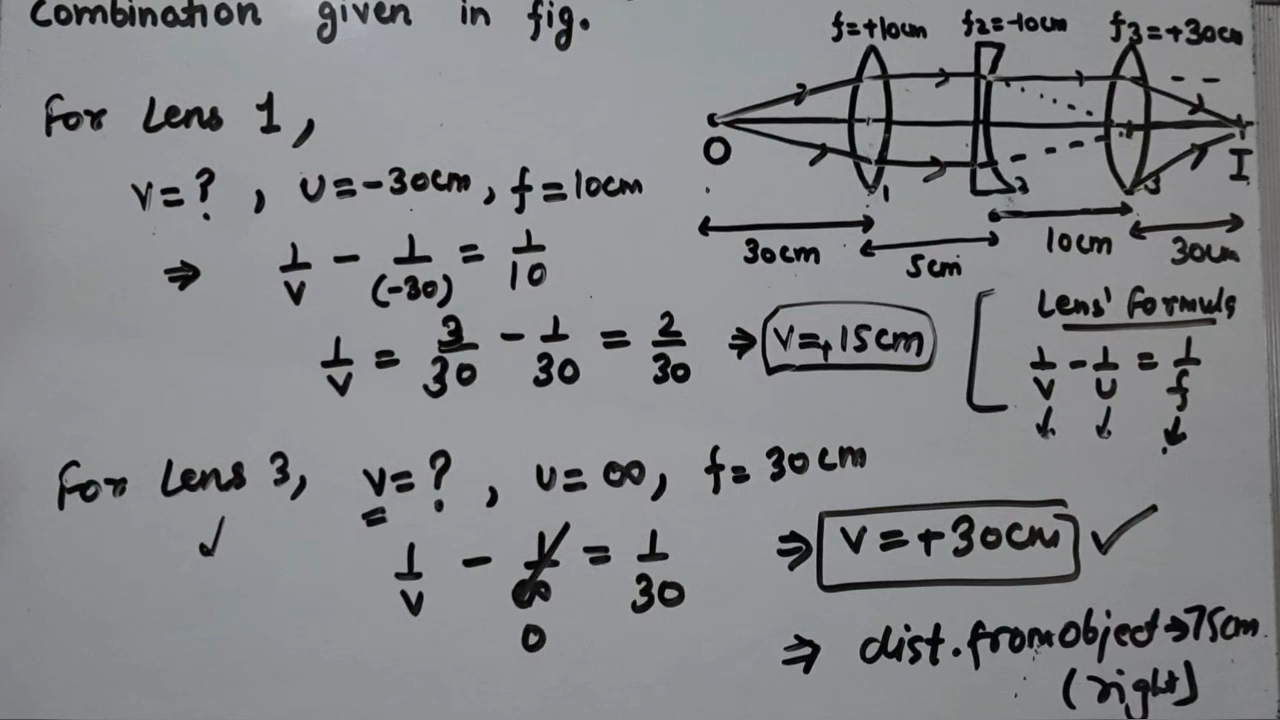 combination given in fig.
f=+10cm f2=-10cm f3=+30cm
For Lens 1,
O 1 2 3 I
v=? , u=-30cm, f=10cm
30cm 5cm 10cm 30cm
⇒ 1/v - 1/(-30) = 1/10
Lens' Formula
1/v = 3/30 - 1/30 = 2/30 ⇒ v=+15cm
1/v - 1/u = 1/f
For Lens 3, v=? , u=∞, f=30cm
1/v - 1/∞ = 1/30 ⇒ v=+30cm ✓
0
⇒ dist. from object→75cm.
(right)